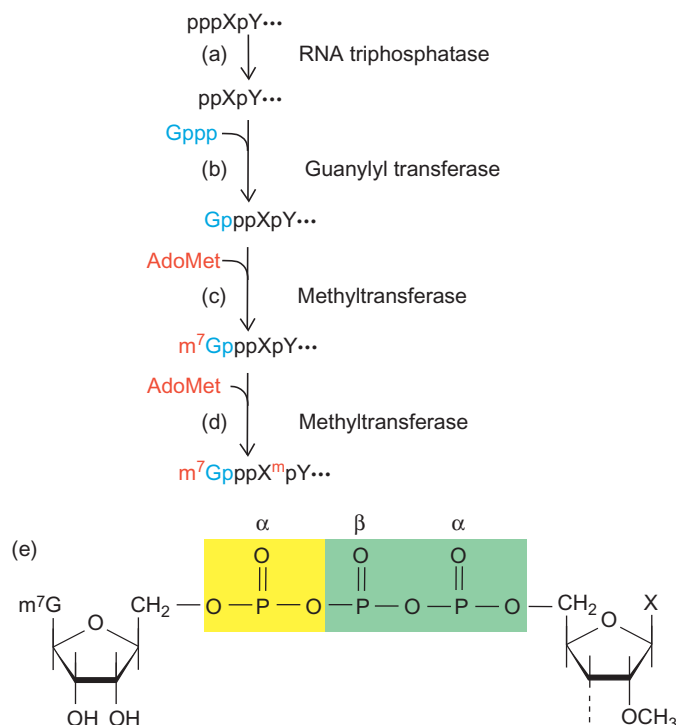 pppXpY•••
(a) RNA triphosphatase
ppXpY•••
Gppp
(b) Guanylyl transferase
GpppXpY•••
AdoMet
(c) Methyltransferase
m⁷GpppXpY•••
AdoMet
(d) Methyltransferase
m⁷GpppXᵐpY•••
(e)
α β α
O O O
m⁷G O CH₂ O P O P O P O CH₂ O X
OH OH OCH₃